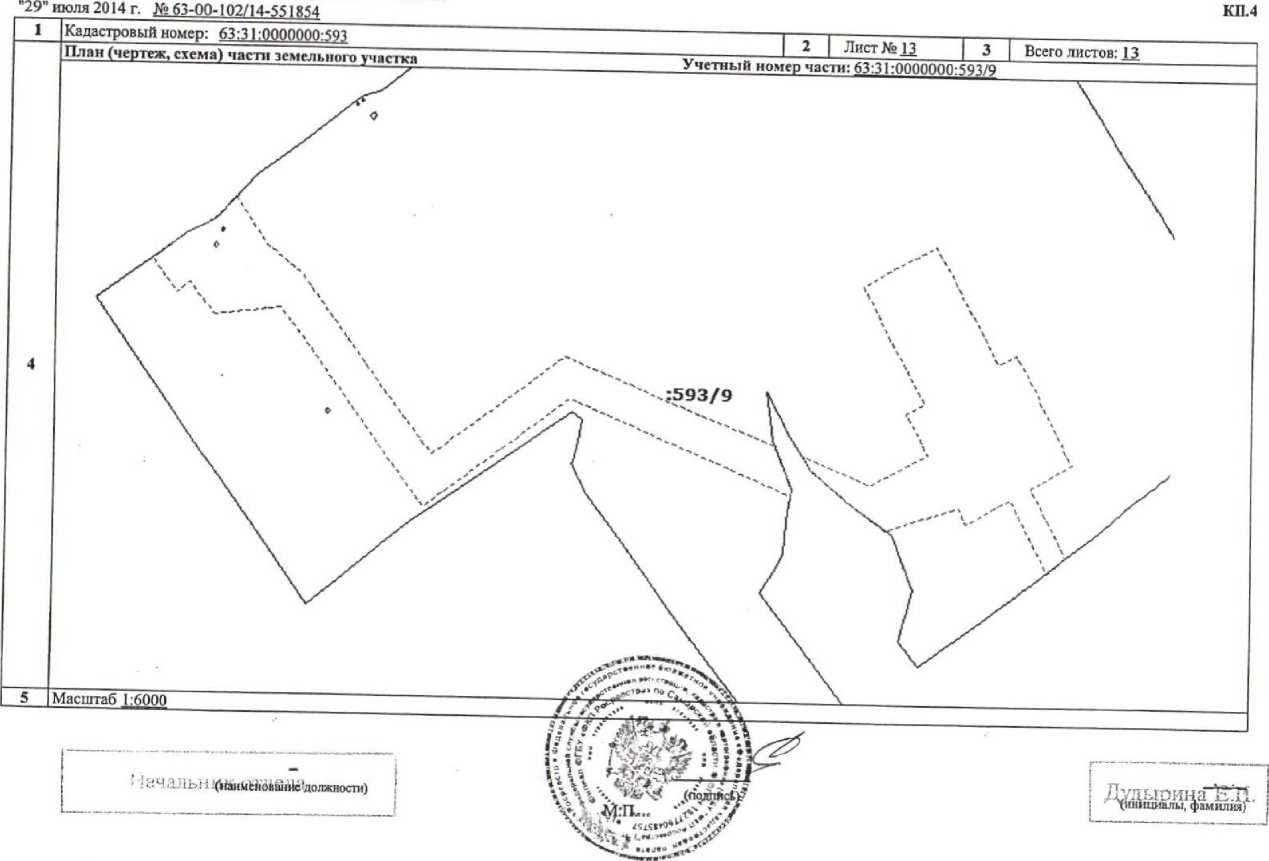 "29" июля 2014 г. № 63-00-102/14-551854
КП.4
1 Кадастровый номер: 63:31:0000000:593 2 Лист № 13 3 Всего листов: 13
План (чертеж, схема) части земельного участка Учетный номер части: 63:31:0000000:593/9
4
:593/9
5 Масштаб 1:6000
Начальник отдела
(наименование должности)
М.П.
(подпись)
Дудырина Е.П.
(инициалы, фамилия)